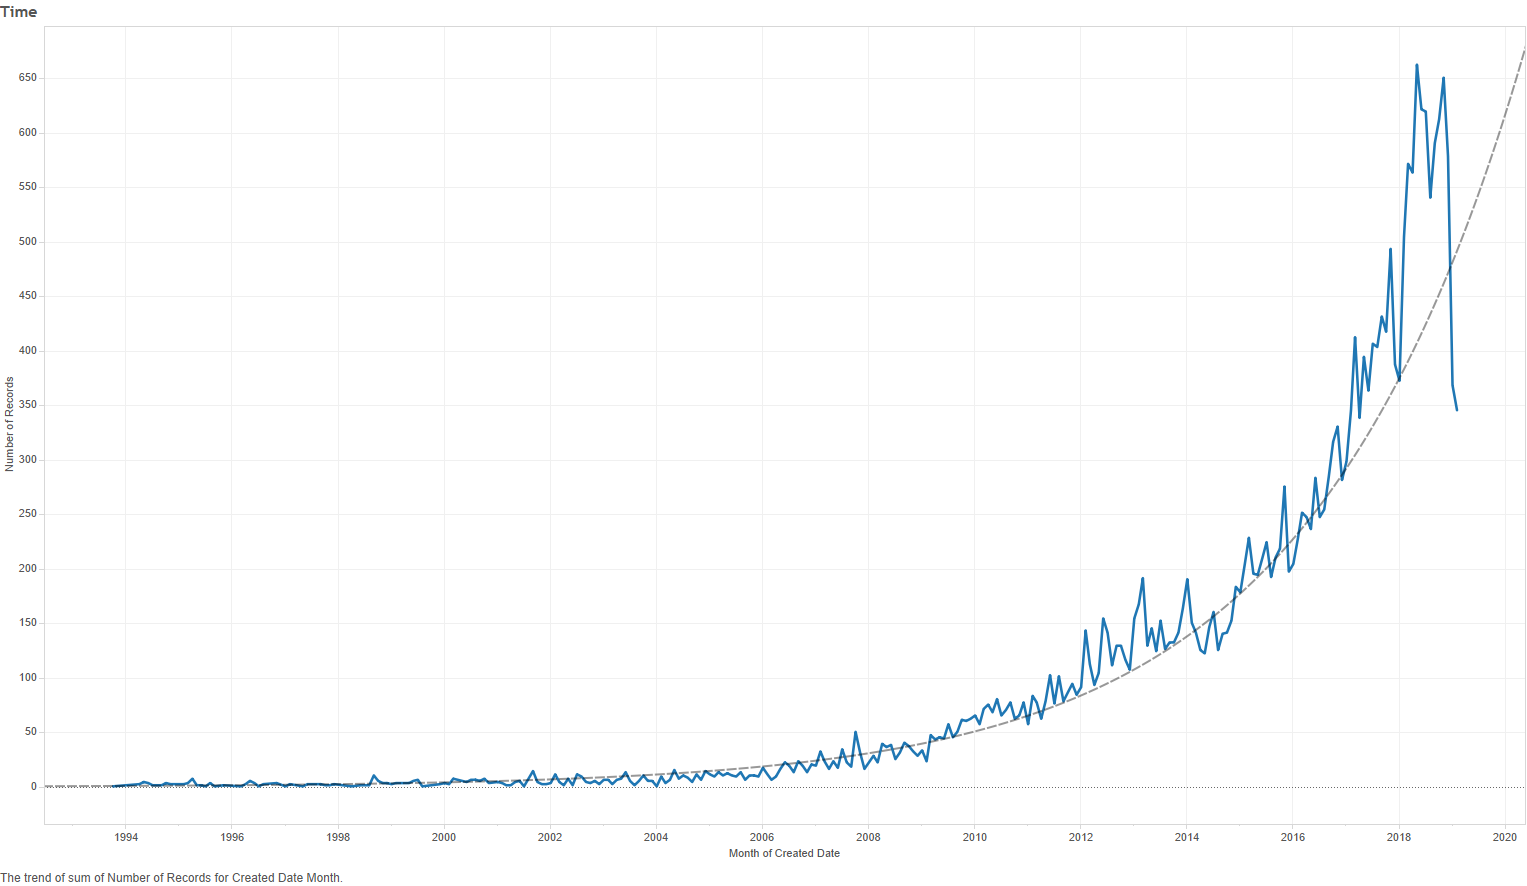 Time
650
600
550
500
450
400
350
300
250
200
150
100
50
0
Number of Records
1994 1996 1998 2000 2002 2004 2006 2008 2010 2012 2014 2016 2018 2020
Month of Created Date
The trend of sum of Number of Records for Created Date Month.